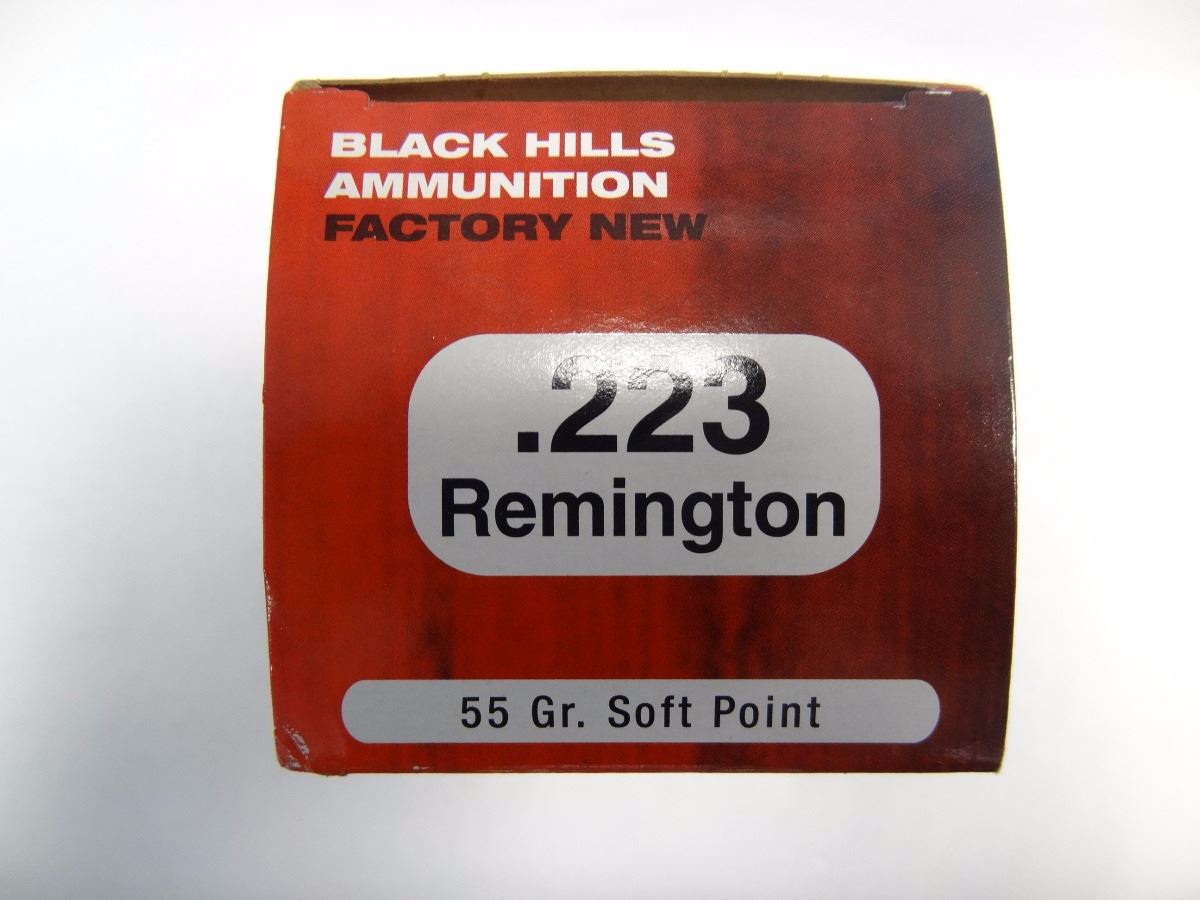 BLACK HILLS
AMMUNITION
FACTORY NEW
.223
Remington
55 Gr. Soft Point